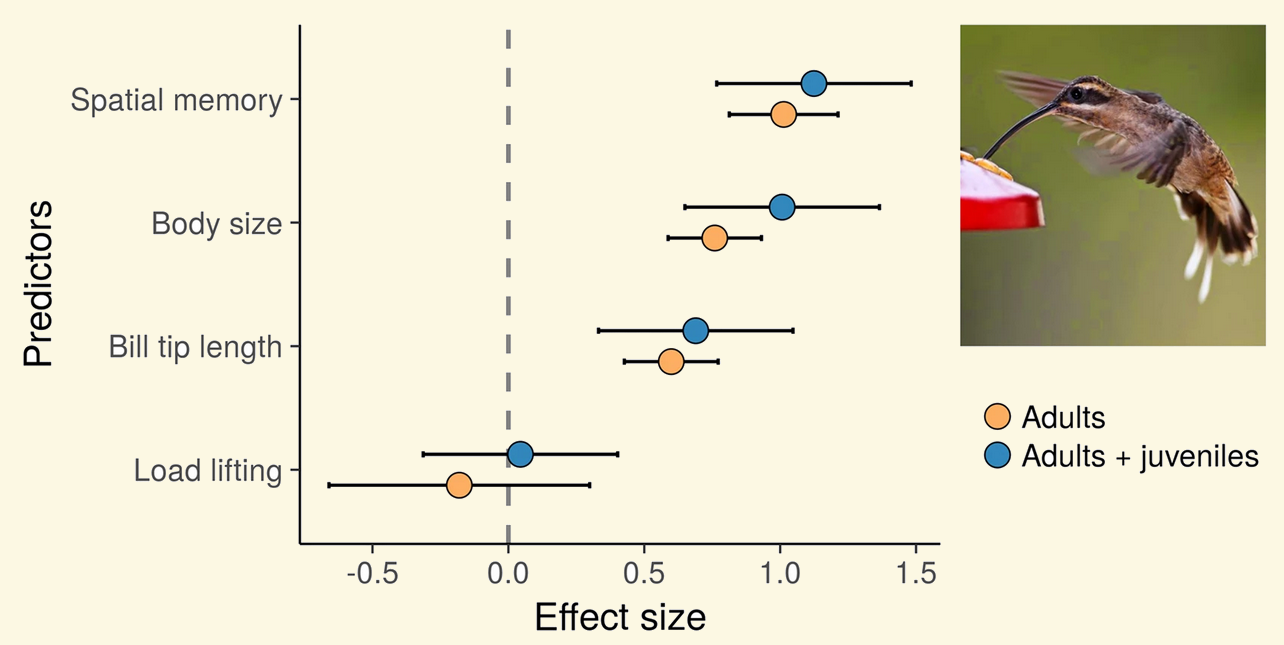 Predictors
Spatial memory
Body size
Bill tip length
Load lifting
-0.5 0.0 0.5 1.0 1.5
Effect size
Adults
Adults + juveniles